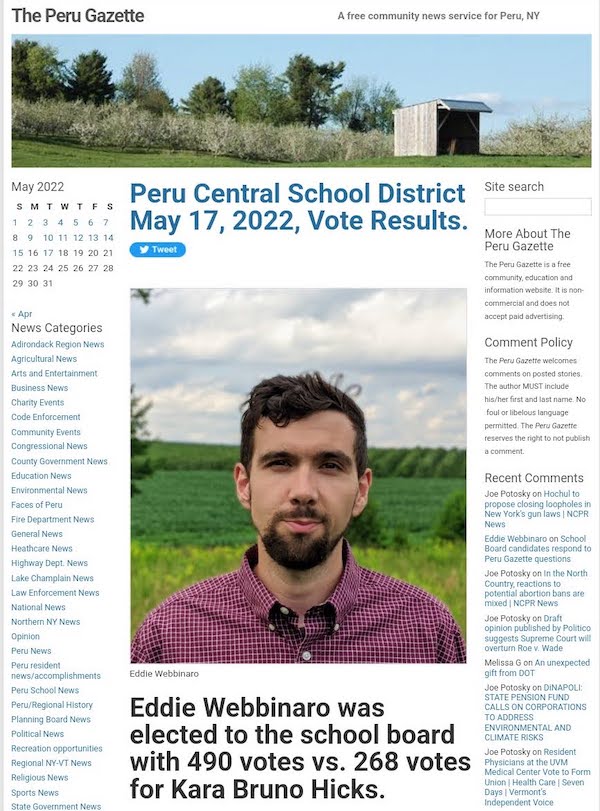 The Peru Gazette
A free community news service for Peru, NY
May 2022
S M T W T F S
1 2 3 4 5 6 7
8 9 10 11 12 13 14
15 16 17 18 19 20 21
22 23 24 25 26 27 28
29 30 31
« Apr
News Categories
Adirondack Region News
Agricultural News
Arts and Entertainment
Business News
Charity Events
Code Enforcement
Community Events
Congressional News
County Government News
Education News
Environmental News
Faces of Peru
Fire Department News
General News
Heathcare News
Highway Dept. News
Lake Champlain News
Law Enforcement News
National News
Northern NY News
Opinion
Peru News
Peru resident
news/accomplishments
Peru School News
Peru/Regional History
Planning Board News
Political News
Recreation opportunities
Regional NY-VT News
Religious News
Sports News
State Government News
Peru Central School District
May 17, 2022, Vote Results.
Tweet
Eddie Webbinaro
Eddie Webbinaro was
elected to the school board
with 490 votes vs. 268 votes
for Kara Bruno Hicks.
Site search
More About The
Peru Gazette
The Peru Gazette is a free
community, education and
information website. It is non-
commercial and does not
accept paid advertising.
Comment Policy
The Peru Gazette welcomes
comments on posted stories.
The author MUST include
his/her first and last name. No
foul or libelous language
permitted. The Peru Gazette
reserves the right to not publish
a comment.
Recent Comments
Joe Potosky on Hochul to
propose closing loopholes in
New York's gun laws | NCPR
News
Eddie Webbinaro on School
Board candidates respond to
Peru Gazette questions
Joe Potosky on In the North
Country, reactions to
potential abortion bans are
mixed | NCPR News
Joe Potosky on Draft
opinion published by Politico
suggests Supreme Court will
overturn Roe v. Wade
Melissa G on An unexpected
gift from DOT
Joe Potosky on DiNAPOLI:
STATE PENSION FUND
CALLS ON CORPORATIONS
TO ADDRESS
ENVIRONMENTAL AND
CLIMATE RISKS
Joe Potosky on Resident
Physicians at the UVM
Medical Center Vote to Form
Union | Health Care | Seven
Days | Vermont's
Independent Voice